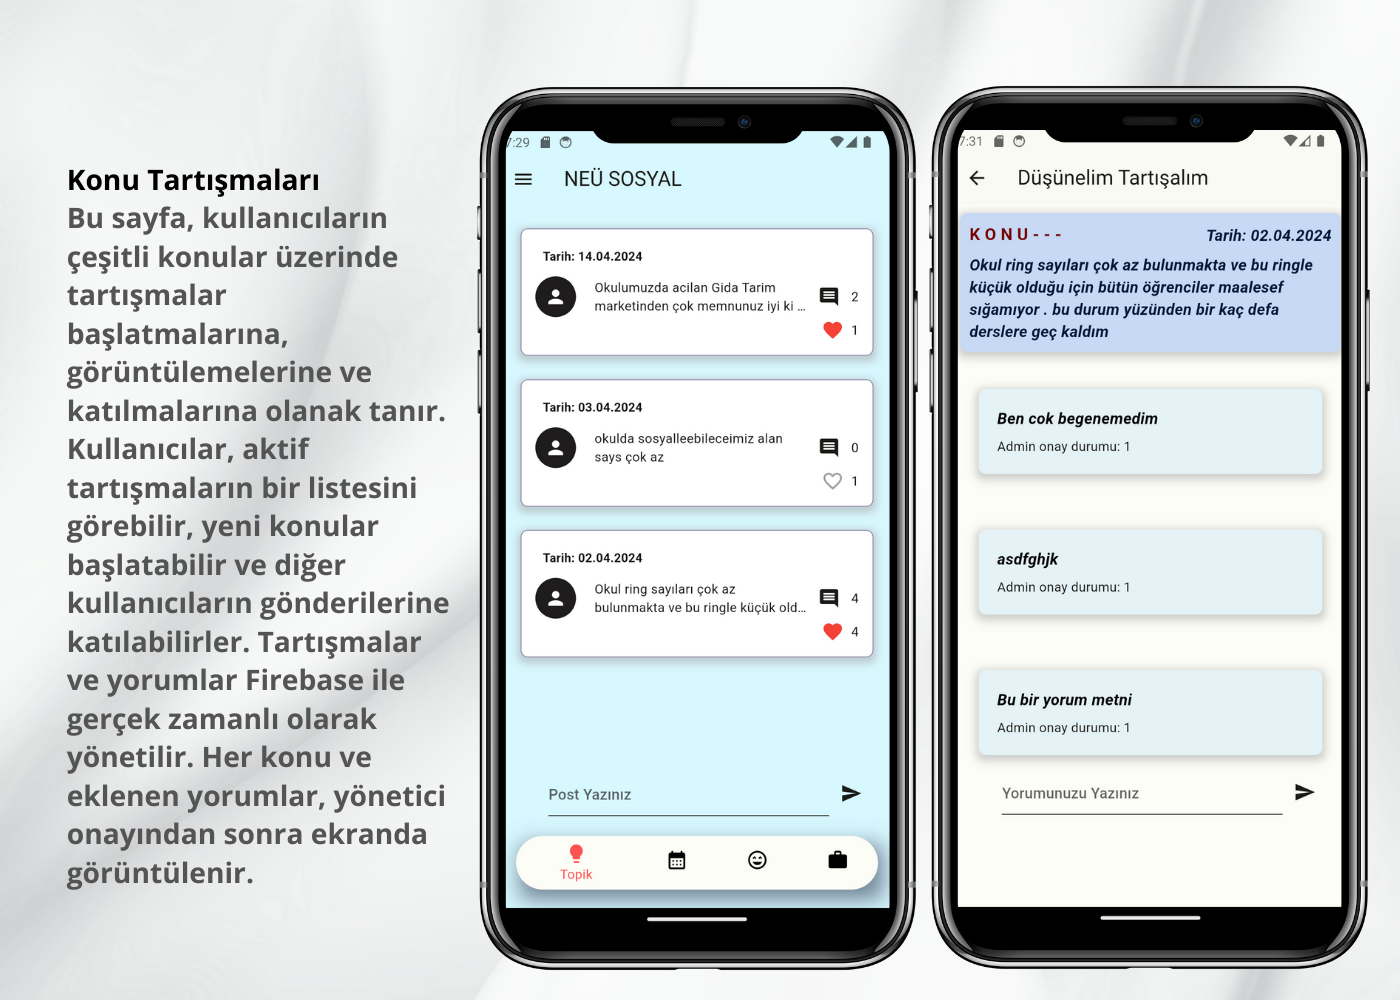 Konu Tartışmaları
Bu sayfa, kullanıcıların
çeşitli konular üzerinde
tartışmalar
başlatmalarına,
görüntülemelerine ve
katılmalarına olanak tanır.
Kullanıcılar, aktif
tartışmaların bir listesini
görebilir, yeni konular
başlatabilir ve diğer
kullanıcıların gönderilerine
katılabilirler. Tartışmalar
ve yorumlar Firebase ile
gerçek zamanlı olarak
yönetilir. Her konu ve
eklenen yorumlar, yönetici
onayından sonra ekranda
görüntülenir.
7:29
NEÜ SOSYAL
Tarih: 14.04.2024
Okulumuzda acilan Gida Tarim
marketinden çok memnunuz iyi ki ...
2
1
Tarih: 03.04.2024
okulda sosyalleebileceimiz alan
says çok az
0
1
Tarih: 02.04.2024
Okul ring sayıları çok az
bulunmakta ve bu ringle küçük old...
4
4
Post Yazınız
Topik
7:31
Düşünelim Tartışalım
KONU---
Tarih: 02.04.2024
Okul ring sayıları çok az bulunmakta ve bu ringle
küçük olduğu için bütün öğrenciler maalesef
sığamıyor . bu durum yüzünden bir kaç defa
derslere geç kaldım
Ben cok begenemedim
Admin onay durumu: 1
asdfghjk
Admin onay durumu: 1
Bu bir yorum metni
Admin onay durumu: 1
Yorumunuzu Yazınız